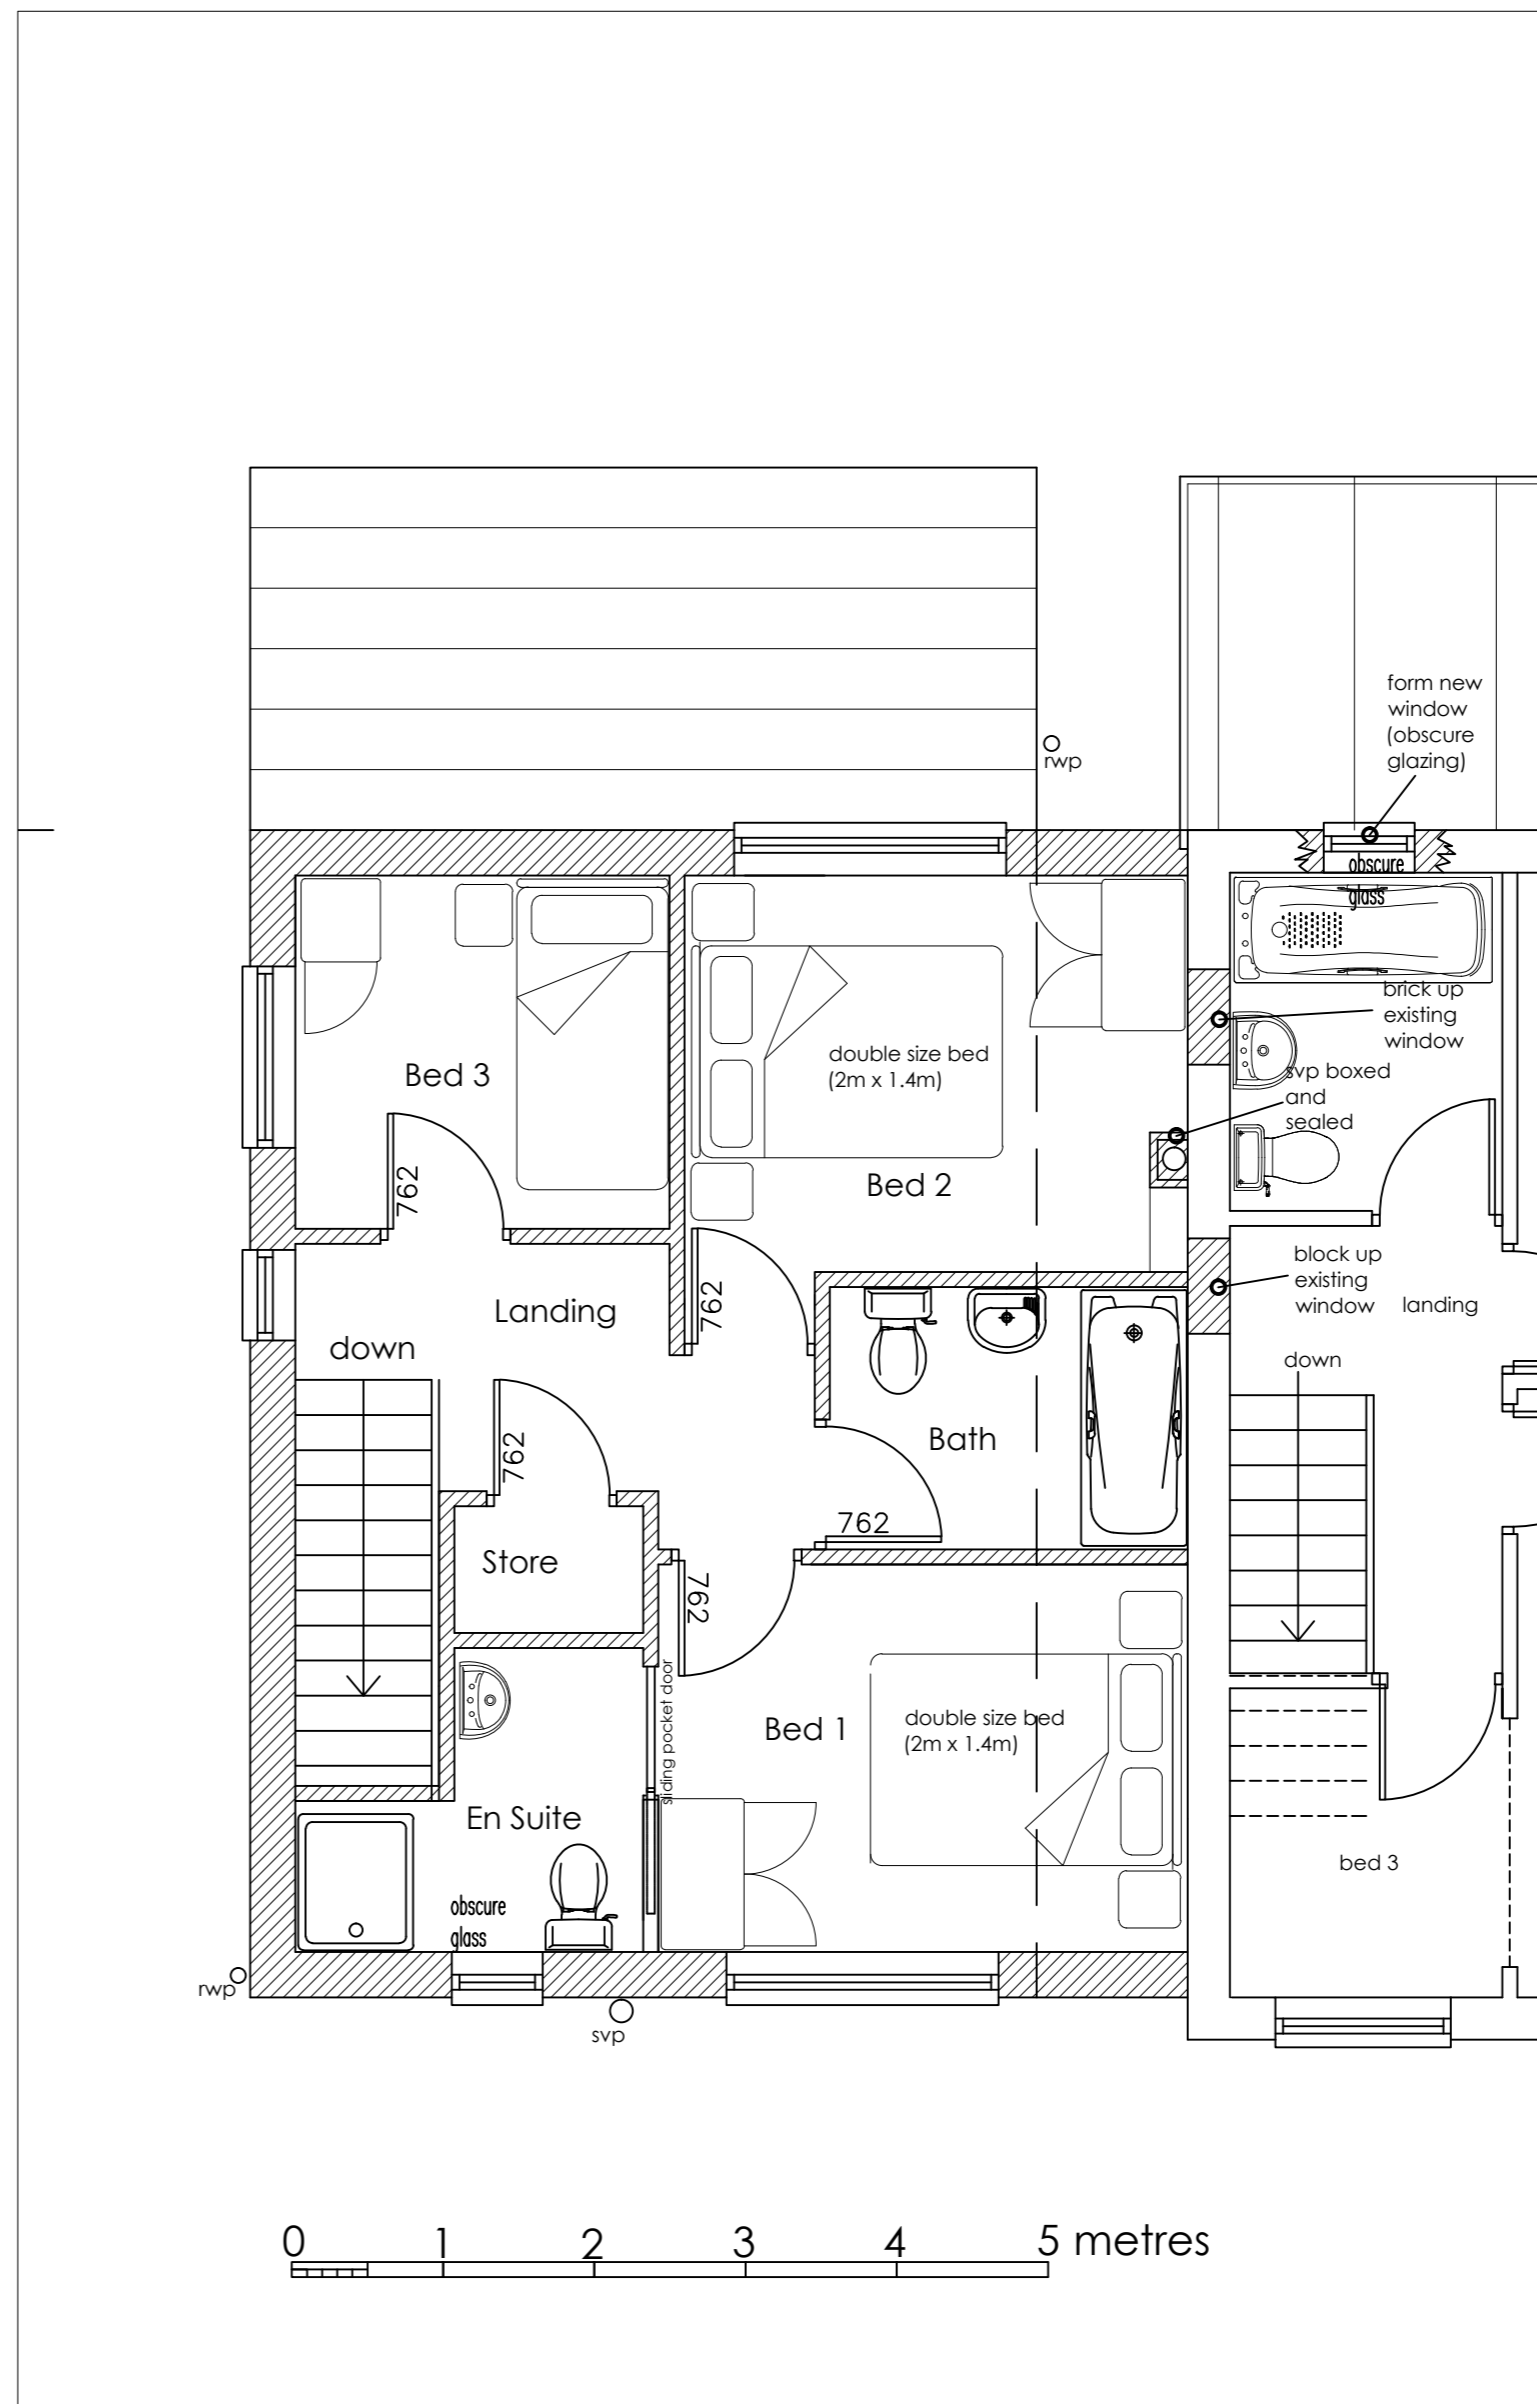 form new
window
(obscure
glazing)
rwp
obscure
glass
brick up
existing
window
double size bed
(2m x 1.4m)
Bed 3
svp boxed
and
sealed
762
Bed 2
762
block up
existing
window
landing
Landing
down
down
762
Bath
762
Store
762
sliding pocket door
Bed 1
double size bed
(2m x 1.4m)
En Suite
bed 3
obscure
glass
rwp
svp
0 1 2 3 4 5 metres